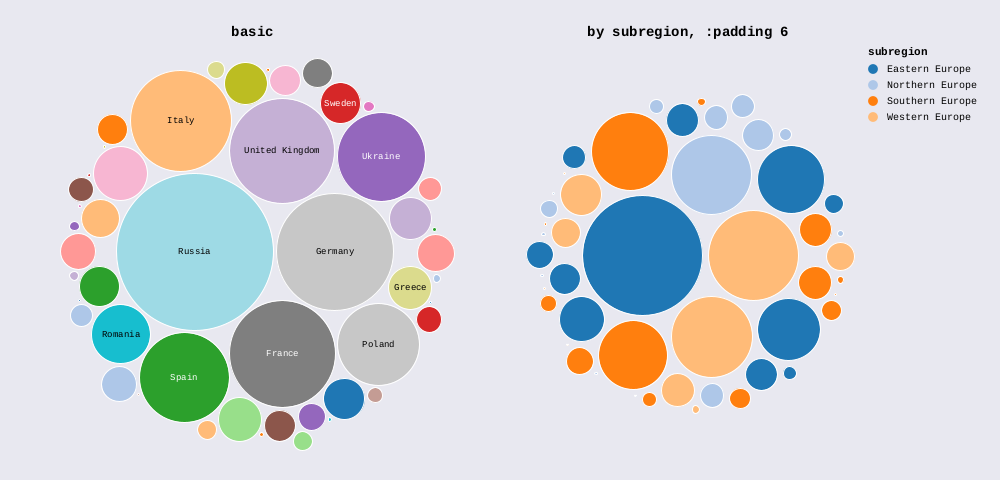 basic
Sweden
Italy
United Kingdom
Ukraine
Russia
Germany
Greece
Romania
Poland
France
Spain
by subregion, :padding 6
subregion
Eastern Europe
Northern Europe
Southern Europe
Western Europe